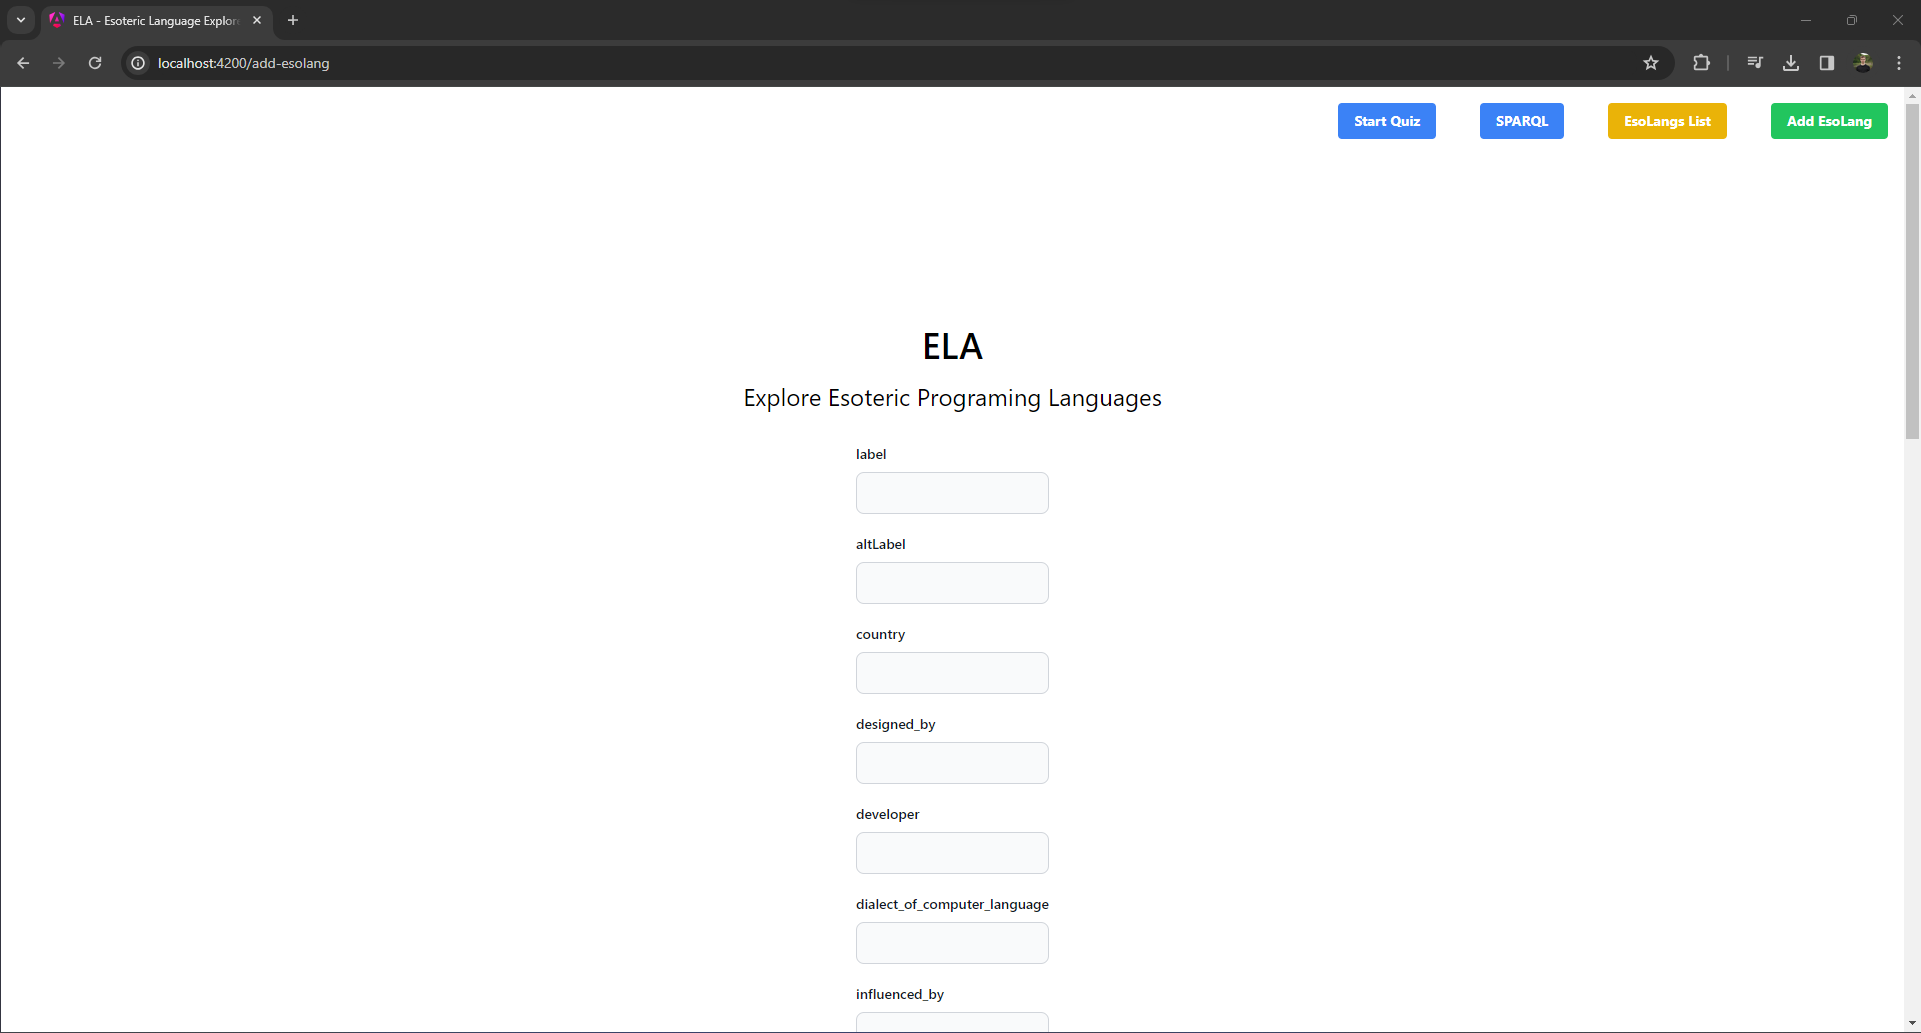 ELA - Esoteric Language Explore
localhost:4200/add-esolang
Start Quiz
SPARQL
EsoLangs List
Add EsoLang
ELA
Explore Esoteric Programing Languages
label
altLabel
country
designed_by
developer
dialect_of_computer_language
influenced_by